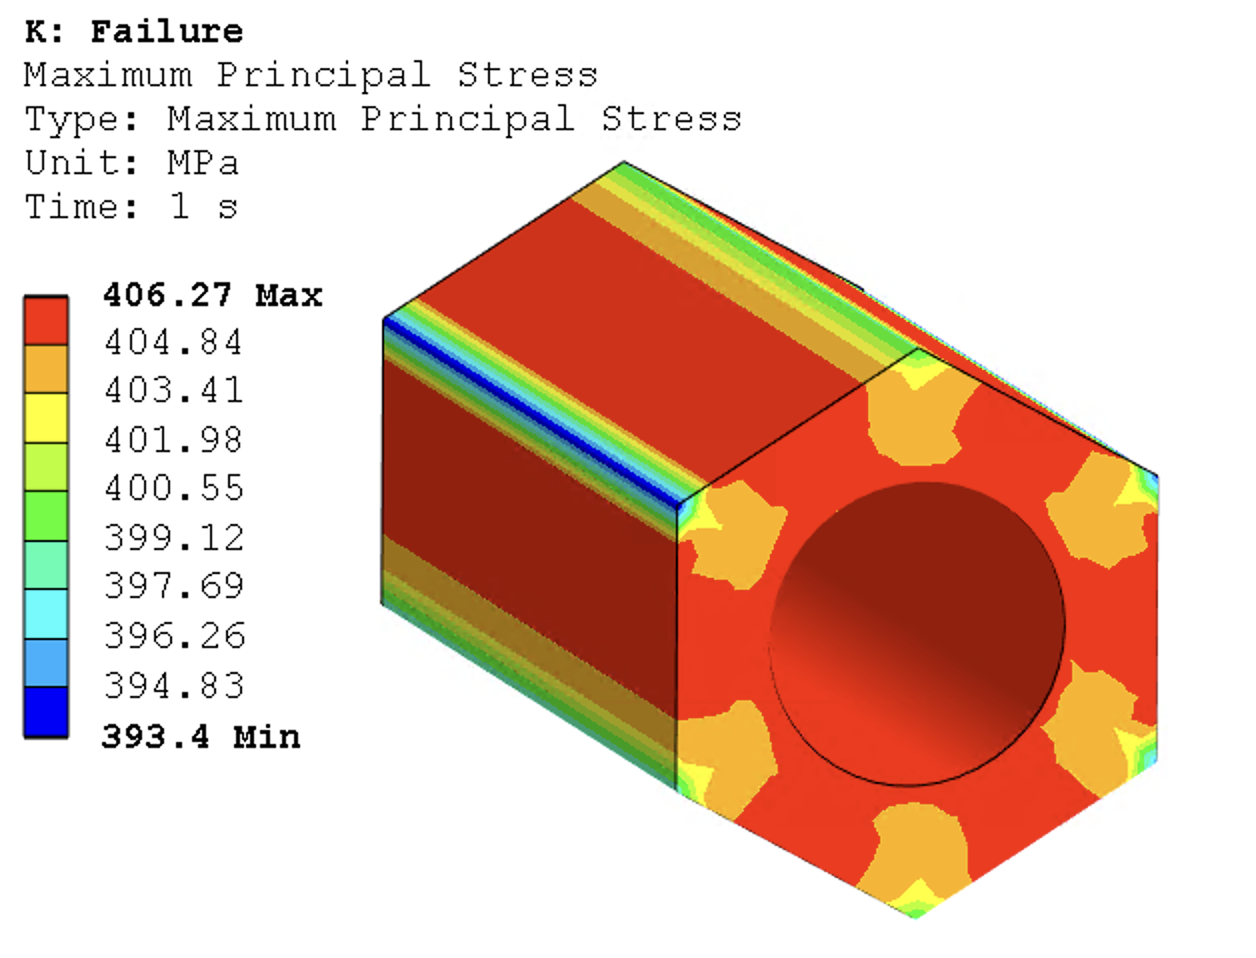 K: Failure
Maximum Principal Stress
Type: Maximum Principal Stress
Unit: MPa
Time: 1 s
406.27 Max
404.84
403.41
401.98
400.55
399.12
397.69
396.26
394.83
393.4 Min